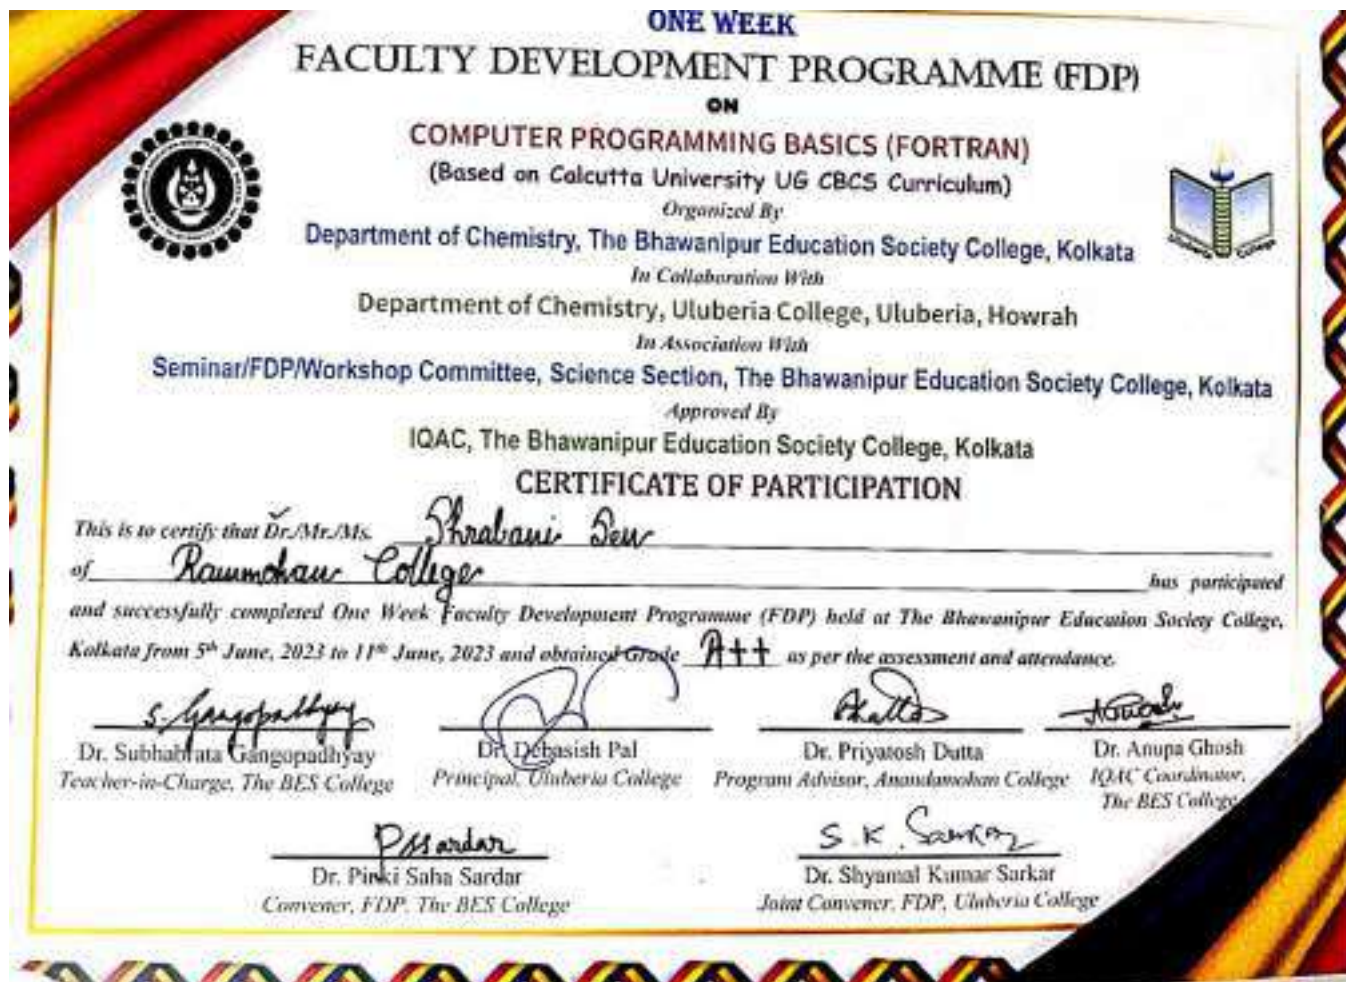 ONE WEEK
FACULTY DEVELOPMENT PROGRAMME (FDP)
ON
COMPUTER PROGRAMMING BASICS (FORTRAN)
(Based on Calcutta University UG CBCS Curriculum)
Organized By
Department of Chemistry, The Bhawanipur Education Society College, Kolkata
In Collaboration With
Department of Chemistry, Uluberia College, Uluberia, Howrah
In Association With
Seminar/FDP/Workshop Committee, Science Section, The Bhawanipur Education Society College, Kolkata
Approved By
IQAC, The Bhawanipur Education Society College, Kolkata
CERTIFICATE OF PARTICIPATION
This is to certify that Dr./Mr./Ms. Shrabani Sen
of Rammohan College has participated
and successfully completed One Week Faculty Development Programme (FDP) held at The Bhawanipur Education Society College,
Kolkata from 5th June, 2023 to 11th June, 2023 and obtained Grade A++ as per the assessment and attendance.
S. Gangopadhyay
Dr. Subhabrata Gangopadhyay
Teacher-in-Charge, The BES College
Dr. Debasish Pal
Principal, Uluberia College
Dr. Priyatosh Dutta
Program Advisor, Anandamohan College
Dr. Anupa Ghosh
IQAC Coordinator,
The BES College
PSSardar
Dr. Pinki Saha Sardar
Convener, FDP, The BES College
S.K. Sarkar
Dr. Shyamal Kumar Sarkar
Joint Convener, FDP, Uluberia College